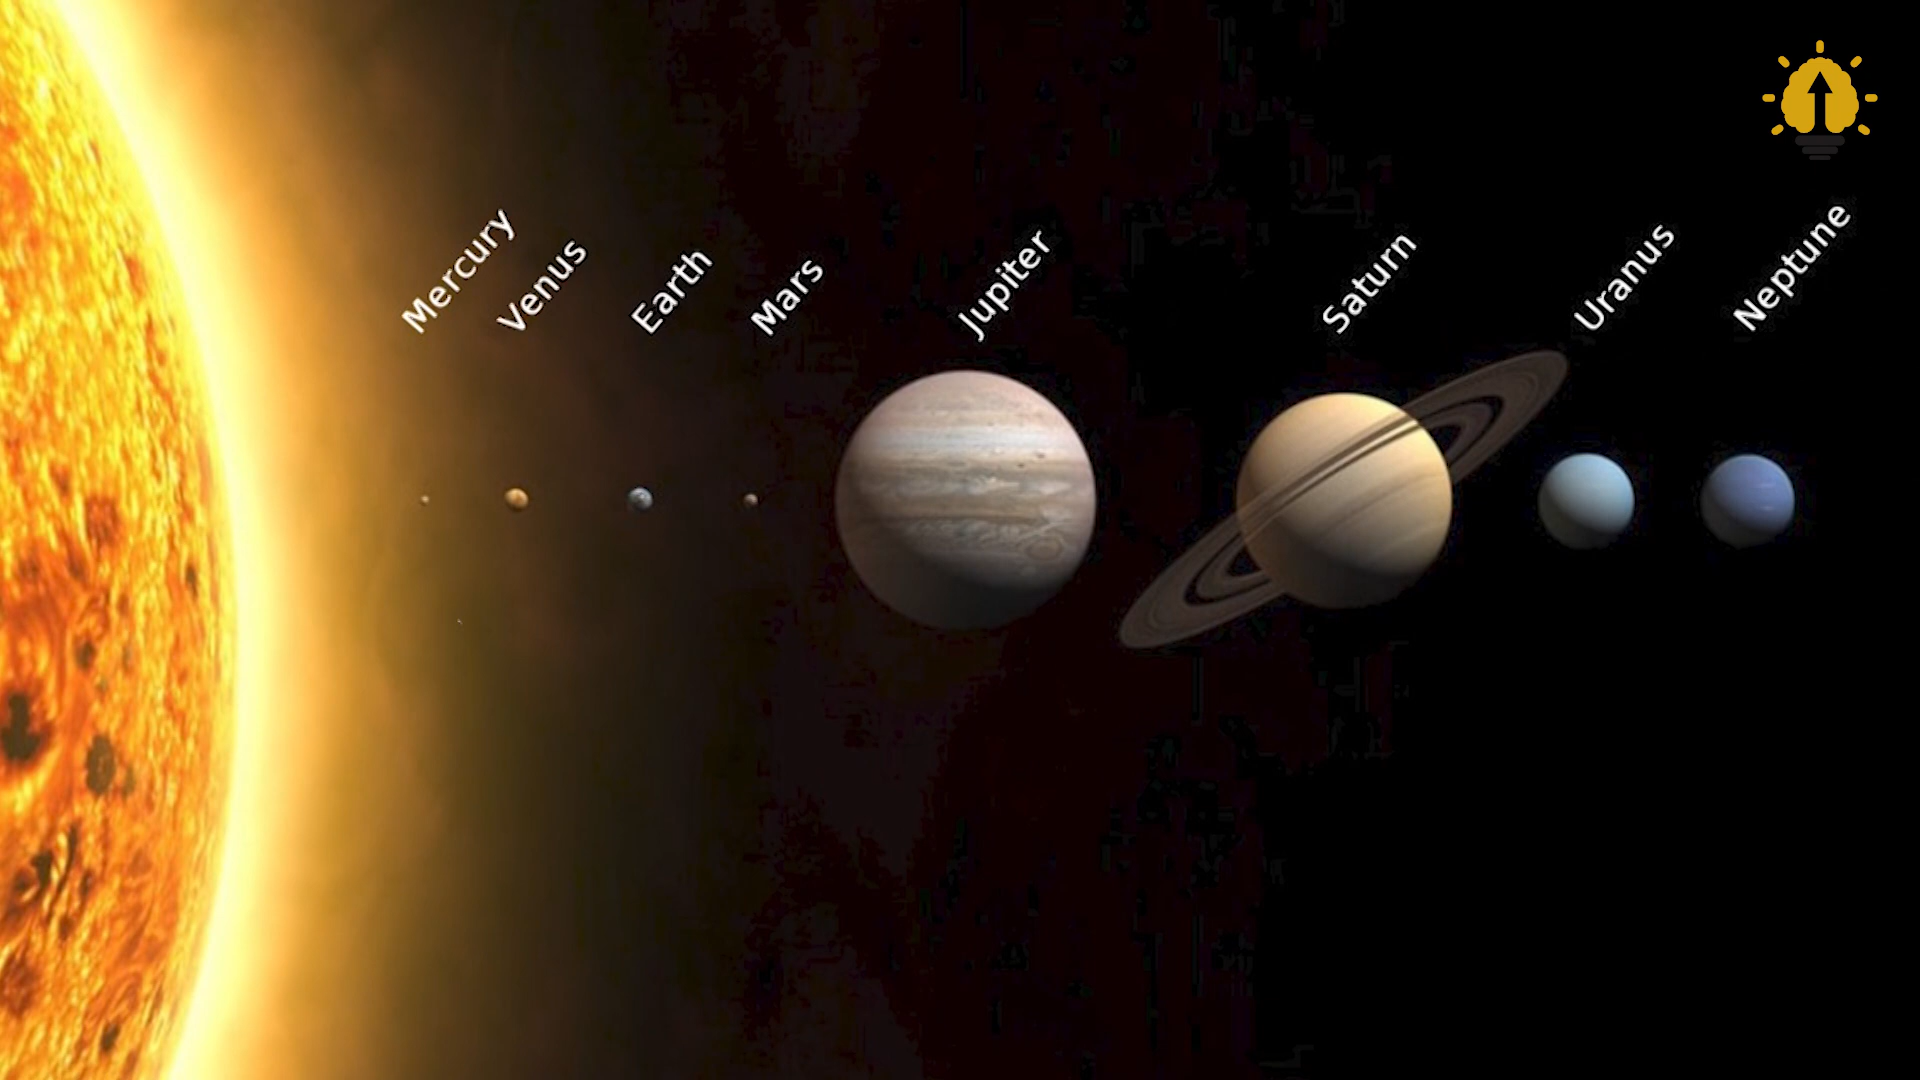 Mercury
Venus
Earth
Mars
Jupiter
Saturn
Uranus
Neptune